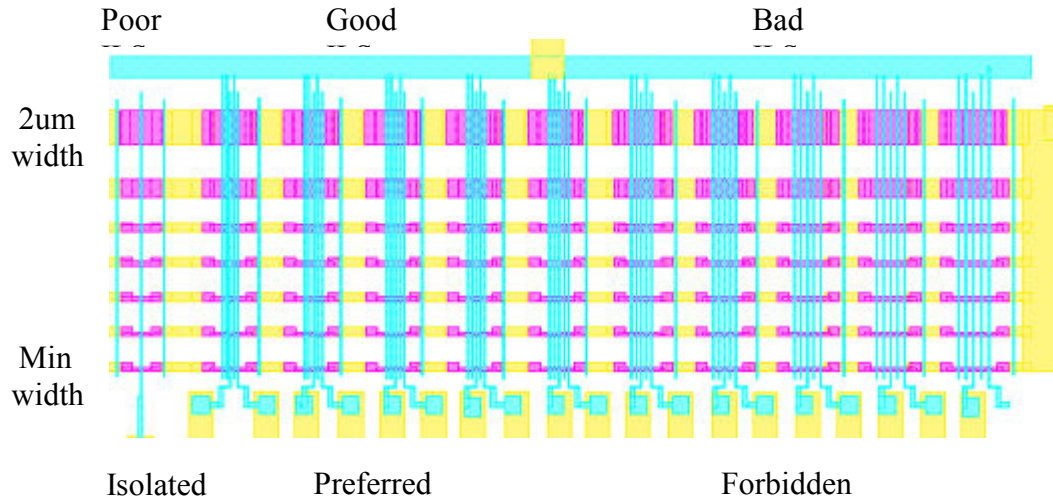 Poor
Good
Bad
2um
width
Min
width
Isolated
Preferred
Forbidden